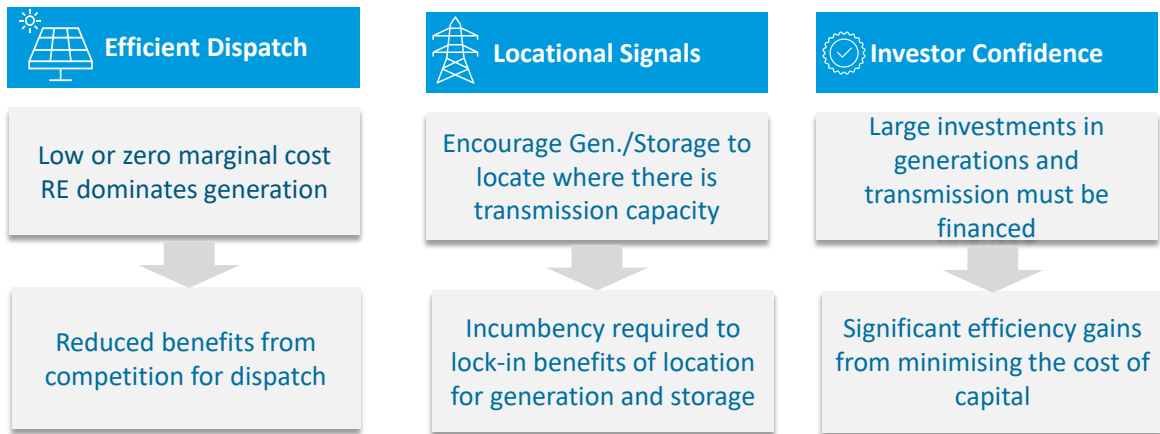 Efficient Dispatch
Low or zero marginal cost
RE dominates generation
Reduced benefits from
competition for dispatch
Locational Signals
Encourage Gen./Storage to
locate where there is
transmission capacity
Incumbency required to
lock-in benefits of location
for generation and storage
Investor Confidence
Large investments in
generations and
transmission must be
financed
Significant efficiency gains
from minimising the cost of
capital